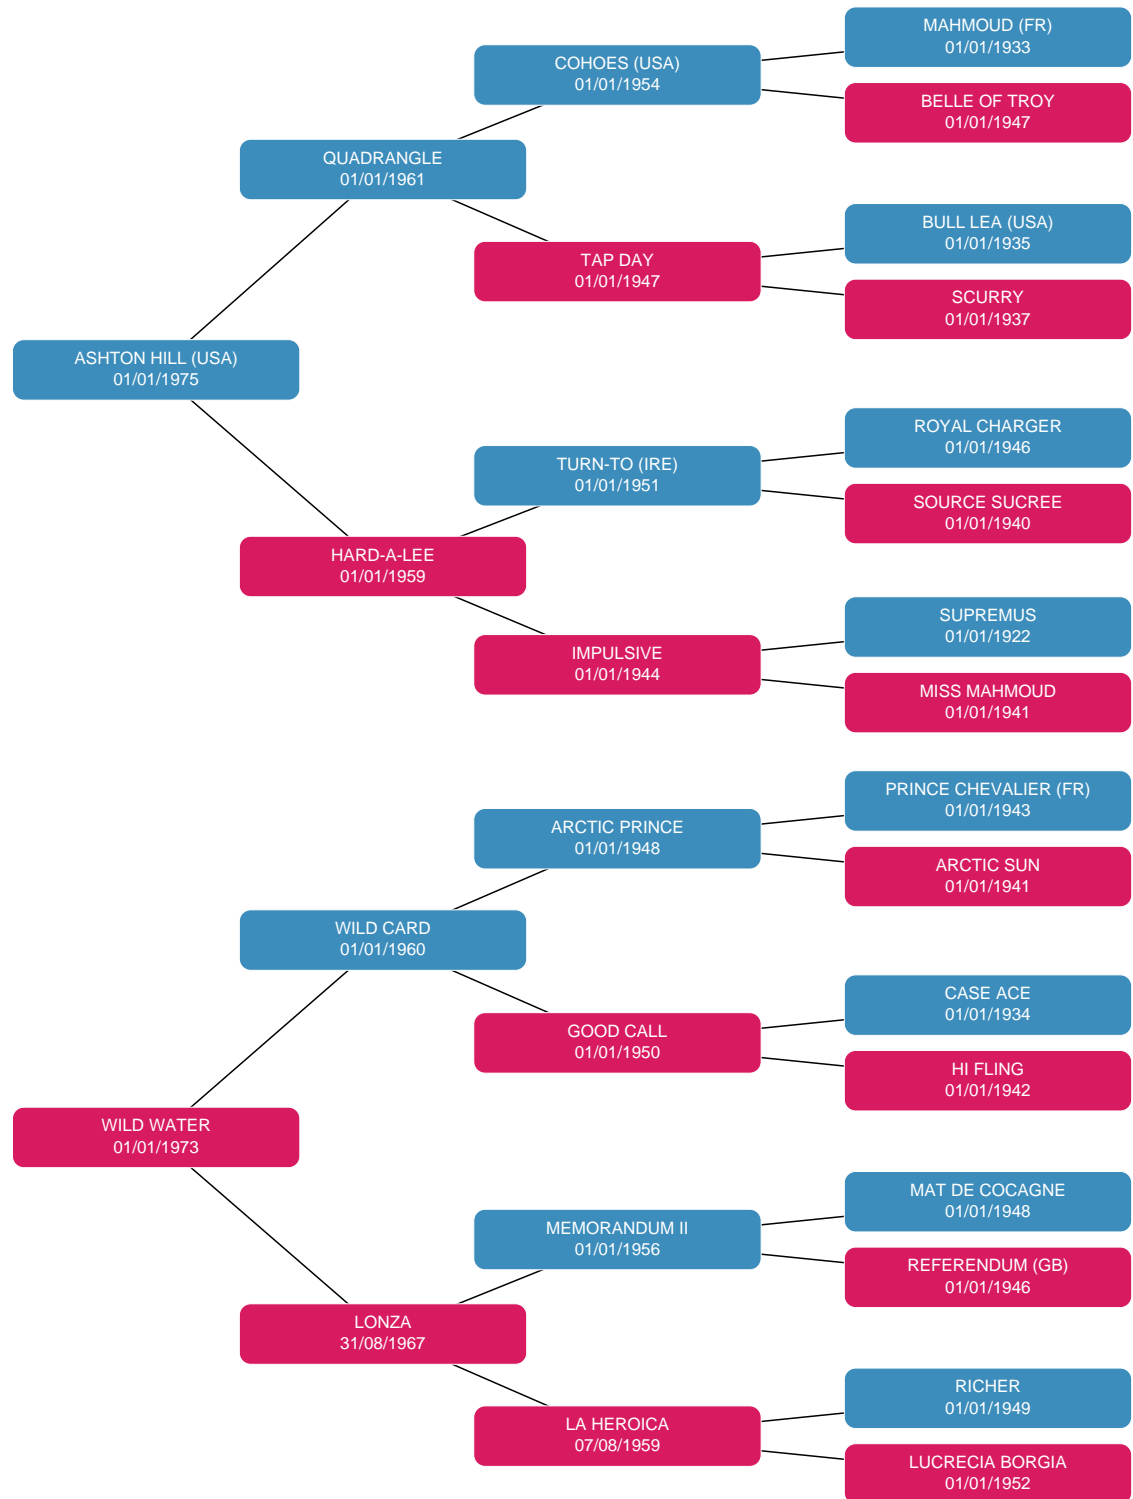 MAHMOUD (FR)
01/01/1933
COHOES (USA)
01/01/1954
BELLE OF TROY
01/01/1947
QUADRANGLE
01/01/1961
BULL LEA (USA)
01/01/1935
TAP DAY
01/01/1947
SCURRY
01/01/1937
ASHTON HILL (USA)
01/01/1975
ROYAL CHARGER
01/01/1946
TURN-TO (IRE)
01/01/1951
SOURCE SUCREE
01/01/1940
HARD-A-LEE
01/01/1959
SUPREMUS
01/01/1922
IMPULSIVE
01/01/1944
MISS MAHMOUD
01/01/1941
PRINCE CHEVALIER (FR)
01/01/1943
ARCTIC PRINCE
01/01/1948
ARCTIC SUN
01/01/1941
WILD CARD
01/01/1960
CASE ACE
01/01/1934
GOOD CALL
01/01/1950
HI FLING
01/01/1942
WILD WATER
01/01/1973
MAT DE COCAGNE
01/01/1948
MEMORANDUM II
01/01/1956
REFERENDUM (GB)
01/01/1946
LONZA
31/08/1967
RICHER
01/01/1949
LA HEROICA
07/08/1959
LUCRECIA BORGIA
01/01/1952